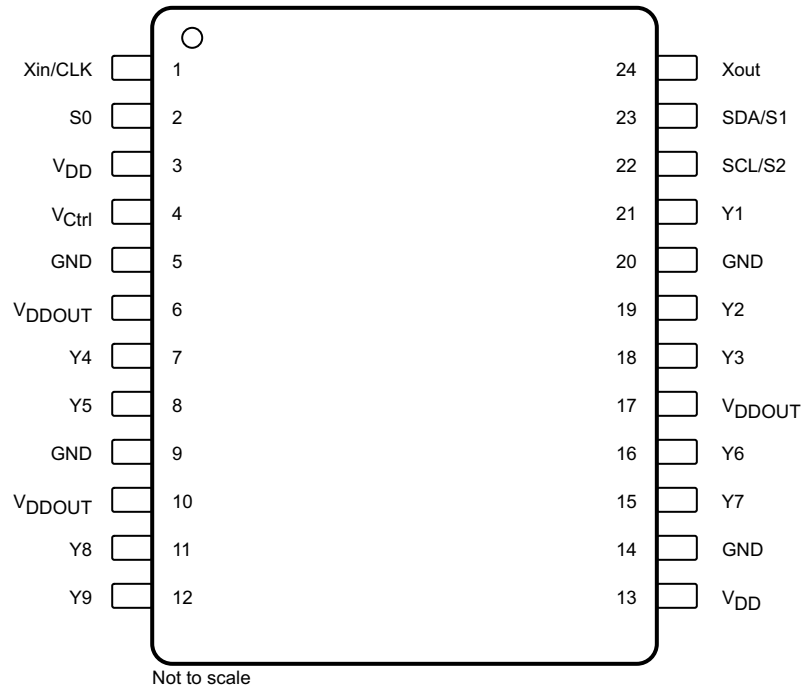 Xin/CLK 1 24 Xout
S0 2 23 SDA/S1
VDD 3 22 SCL/S2
VCtrl 4 21 Y1
GND 5 20 GND
VDDOUT 6 19 Y2
Y4 7 18 Y3
Y5 8 17 VDDOUT
GND 9 16 Y6
VDDOUT 10 15 Y7
Y8 11 14 GND
Y9 12 13 VDD
Not to scale